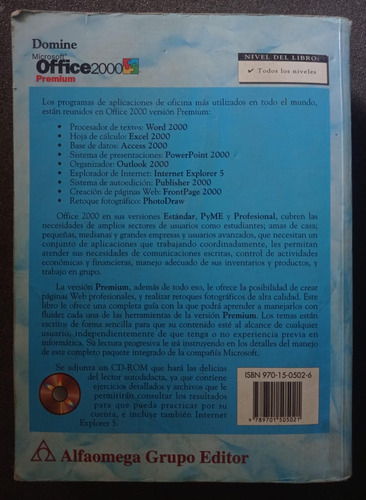 Domine
Microsoft
Office2000
Premium
NIVEL DEL LIBRO:
✓ Todos los niveles
Los programas de aplicaciones de oficina más utilizados en todo el mundo,
están reunidos en Office 2000 versión Premium:
• Procesador de textos: Word 2000
• Hoja de cálculo: Excel 2000
• Base de datos: Access 2000
• Sistema de presentaciones: PowerPoint 2000
• Organizador: Outlook 2000
• Explorador de Internet: Internet Explorer 5
• Sistema de autoedición: Publisher 2000
• Creación de páginas Web: FrontPage 2000
• Retoque fotográfico: PhotoDraw
Office 2000 en sus versiones Estándar, PyME y Profesional, cubren las
necesidades de amplios sectores de usuarios como estudiantes; amas de casa;
pequeñas, medianas y grandes empresas y usuarios avanzados, que necesitan un
conjunto de aplicaciones que trabajando coordinadamente, les permitan
atender sus necesidades de comunicaciones escritas, control de actividades
económicas y financieras, manejo adecuado de sus inventarios y productos, y
trabajo en grupo.
La versión Premium, además de todo eso, le ofrece la posibilidad de crear
páginas Web profesionales, y realizar retoques fotográficos de alta calidad. Este
libro le ofrece una completa guía con la que podrá aprender a manejarlos con
fluidez cada una de las herramientas de la versión Premium. Los temas están
escritos de forma sencilla para que su contenido esté al alcance de cualquier
usuario, independientemente de que tenga o no experiencia previa en
informática. Su lectura progresiva le irá instruyendo en los detalles del manejo
de este completo paquete integrado de la compañía Microsoft.
Se adjunta un CD-ROM que hará las delicias
del lector autodidacta, ya que contiene
ejercicios detallados y archivos que le
permitirán consultar los resultados
para que pueda practicar por su
cuenta, e incluye también Internet
Explorer 5.
ISBN 970-15-0502-6
9 789701 505021
Alfaomega Grupo Editor